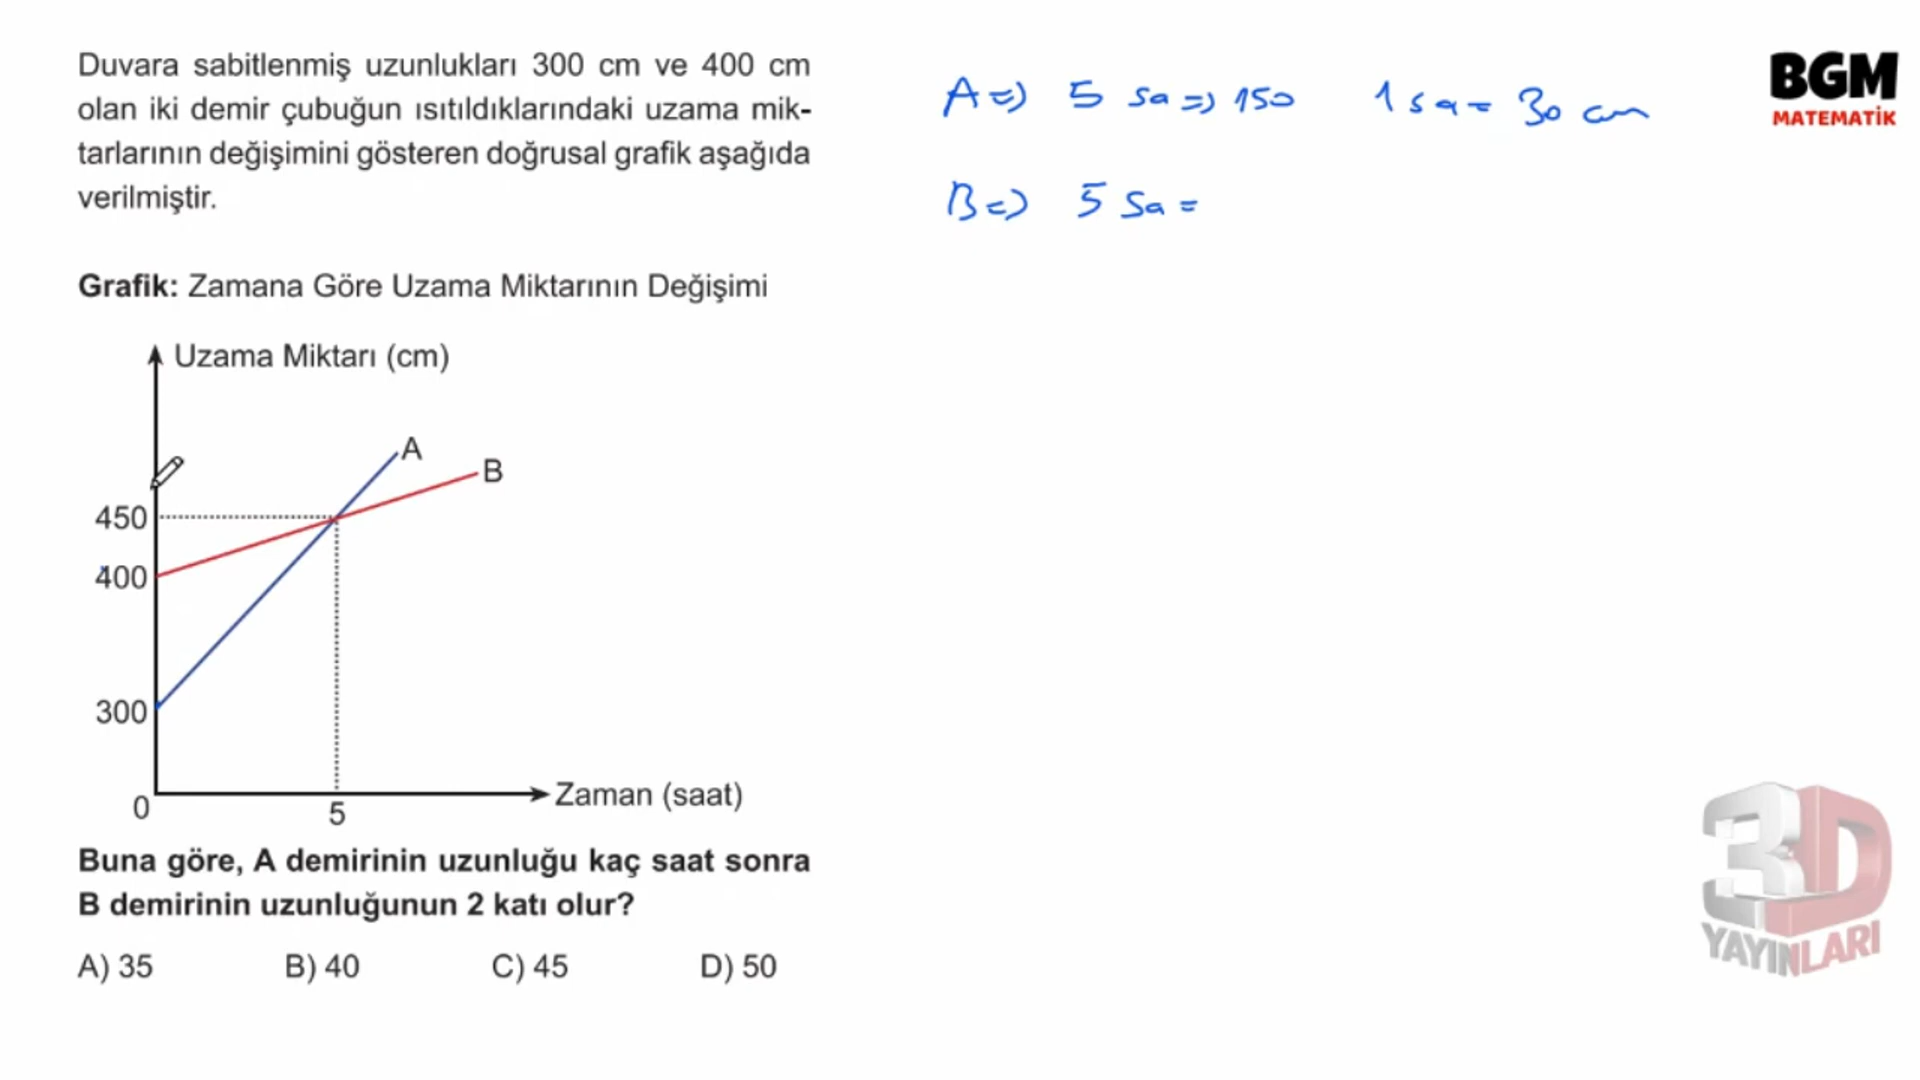 Duvara sabitlenmiş uzunlukları 300 cm ve 400 cm
olan iki demir çubuğun ısıtıldıklarındaki uzama mik-
tarlarının değişimini gösteren doğrusal grafik aşağıda
verilmiştir.
Grafik: Zamana Göre Uzama Miktarının Değişimi
Uzama Miktarı (cm)
A
B
450
400
300
0
5
Zaman (saat)
Buna göre, A demirinin uzunluğu kaç saat sonra
B demirinin uzunluğunun 2 katı olur?
A) 35 B) 40 C) 45 D) 50
A => 5 sa => 150 1 sa = 30 cm
B => 5 sa =
BGM
MATEMATİK
3D
YAYINLARI